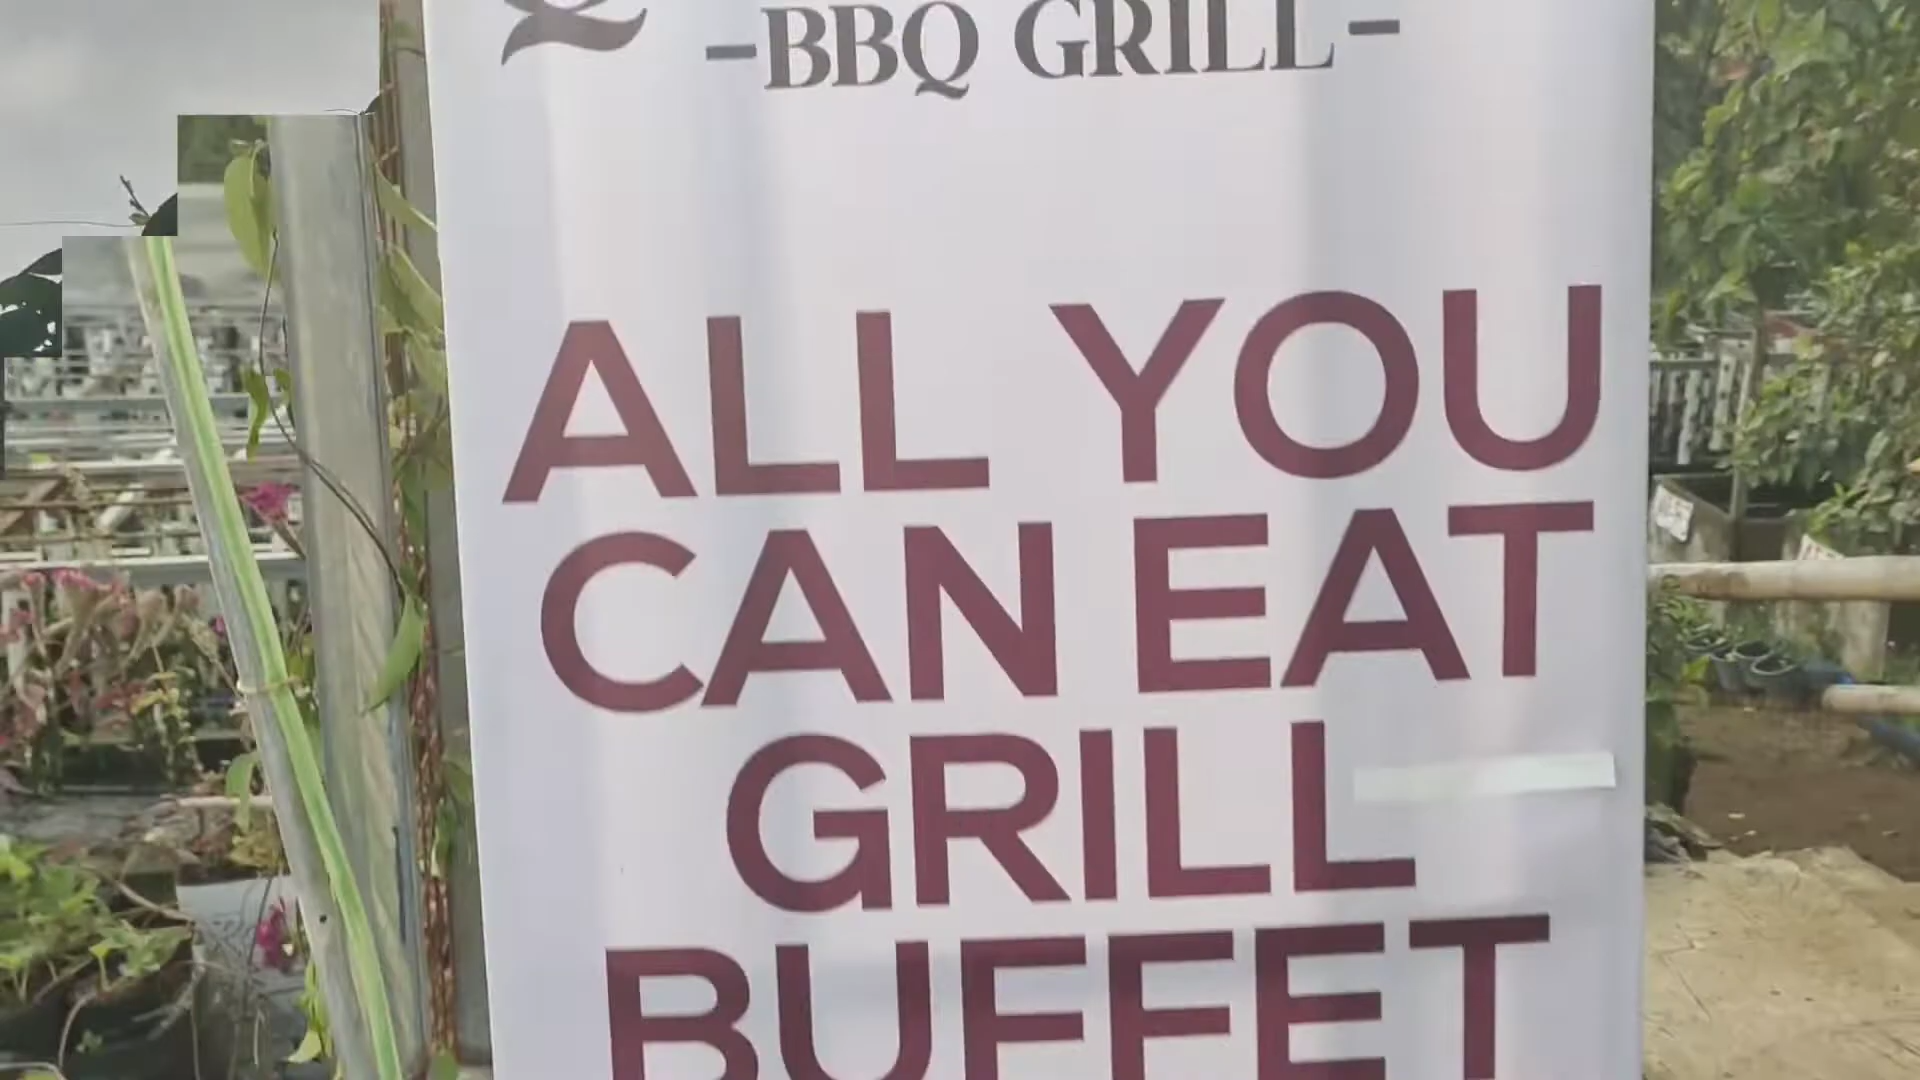 -BBQ GRILL-
ALL YOU
CAN EAT
GRILL
BUFFET